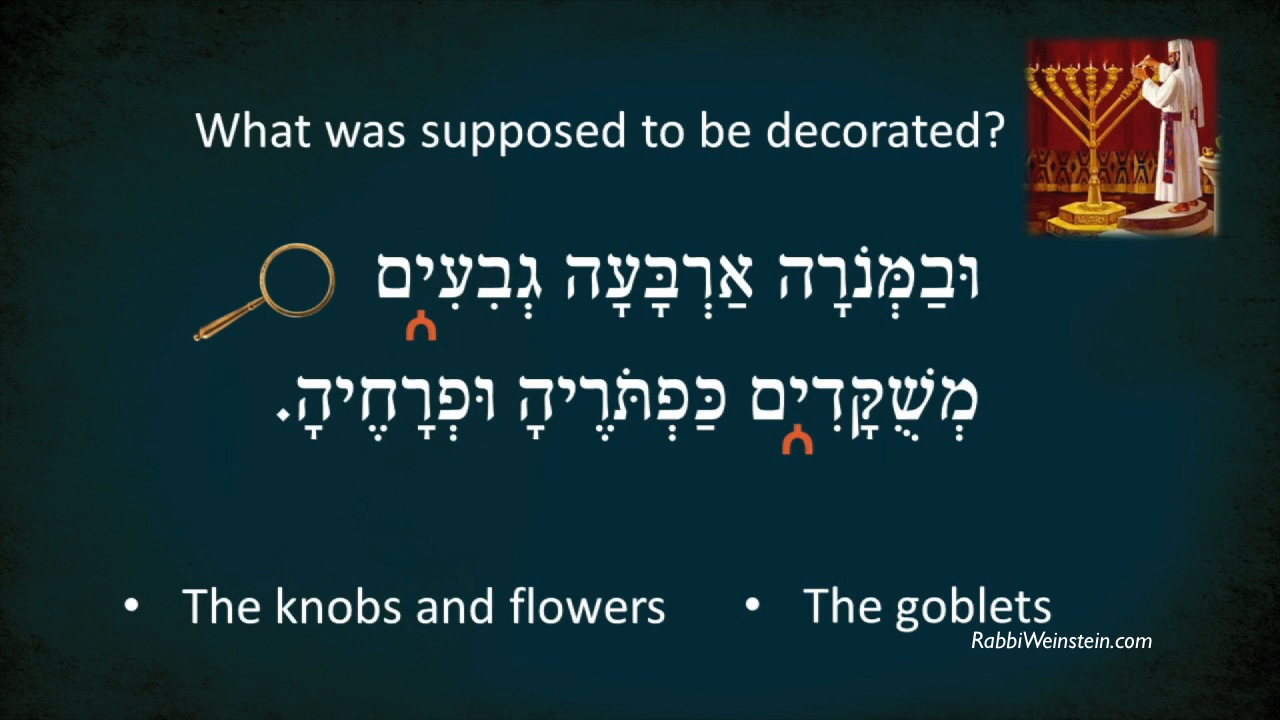 What was supposed to be decorated?
וּבַמְּנֹרָה אַרְבָּעָה גְבִעִים֑
מְשֻׁקָּדִים֑ כַּפְתֹּרֶיהָ וּפְרָחֶיהָ.
• The knobs and flowers • The goblets
RabbiWeinstein.com